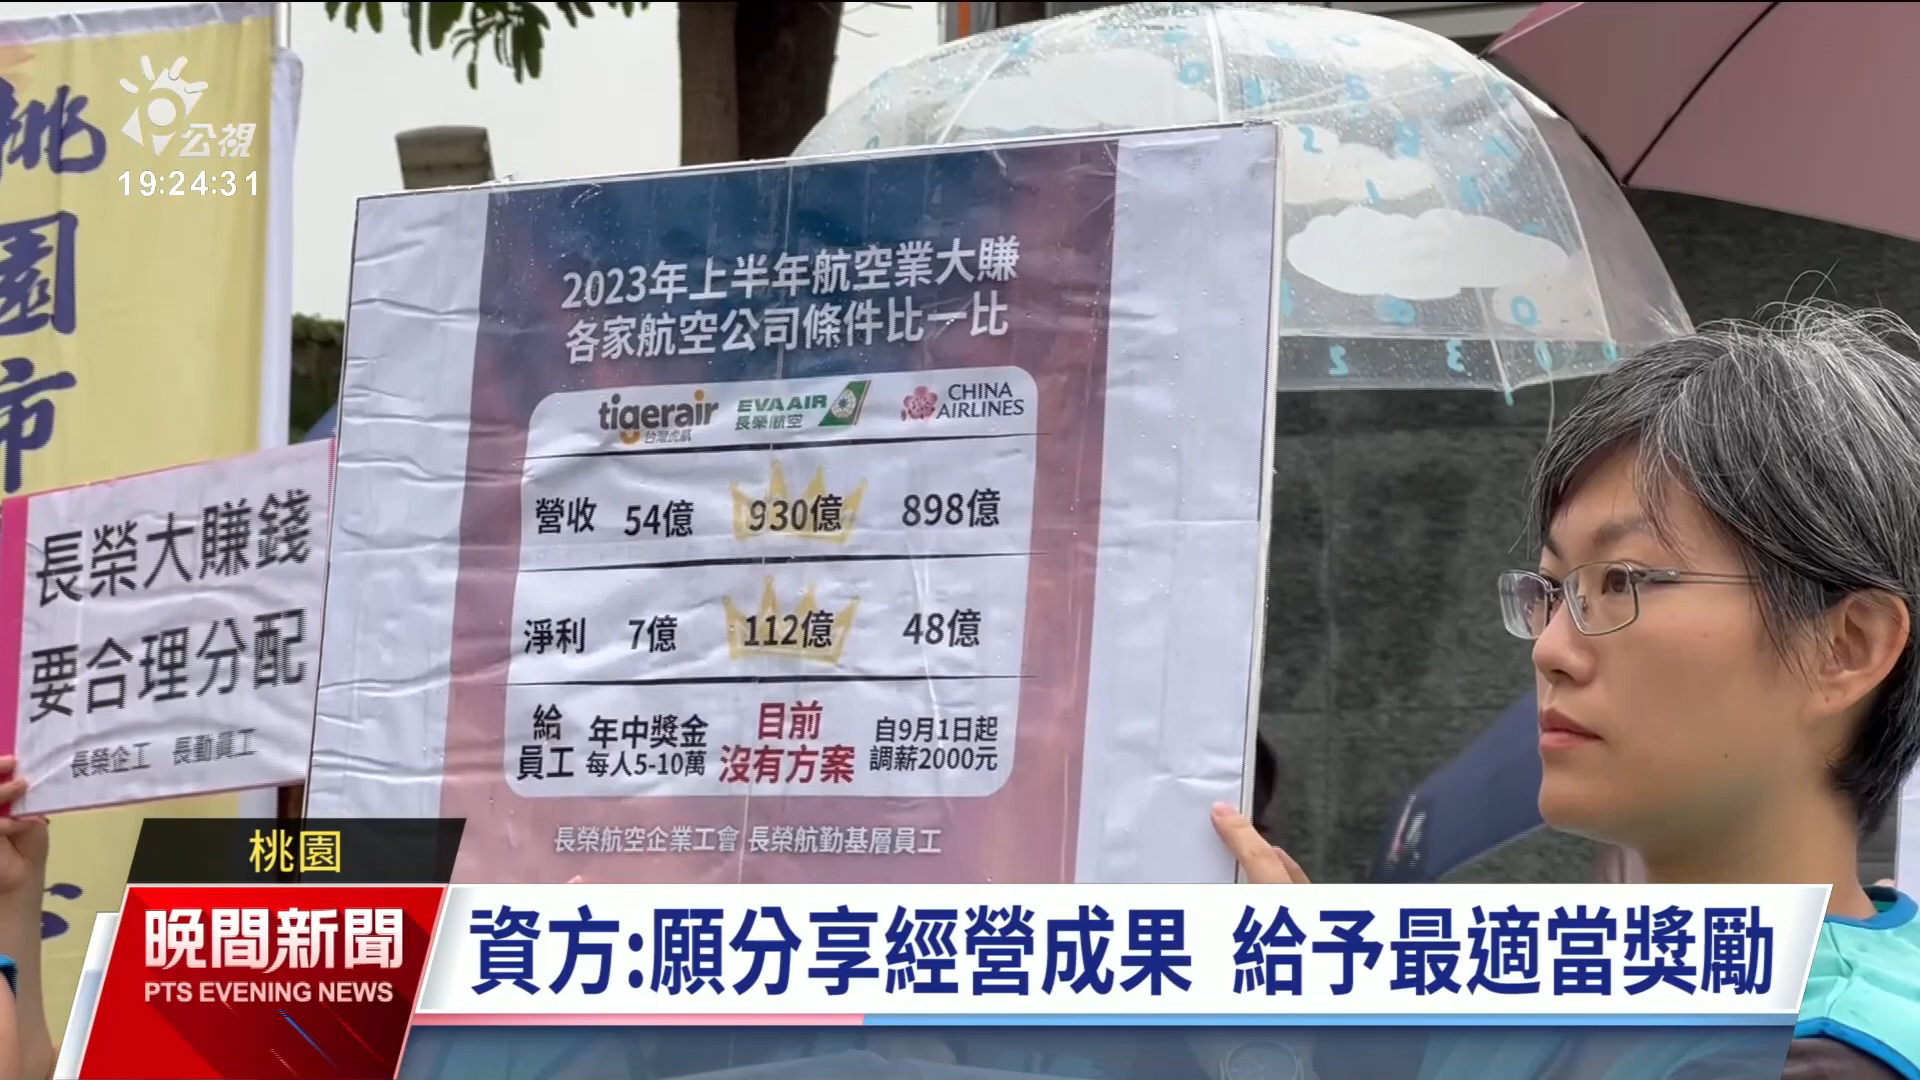 公視
19:24:31
桃園市
2023年上半年航空業大賺
各家航空公司條件比一比
tigerair
台灣虎航
EVA AIR
長榮航空
CHINA
AIRLINES
營收 54億 930億 898億
淨利 7億 112億 48億
給
員工
年中獎金
每人5-10萬
目前
沒有方案
自9月1日起
調薪2000元
長榮航空企業工會 長榮航勤基層員工
長榮大賺錢
要合理分配
長榮企工 長勤員工
桃園
晚間新聞
PTS EVENING NEWS
資方:願分享經營成果 給予最適當獎勵